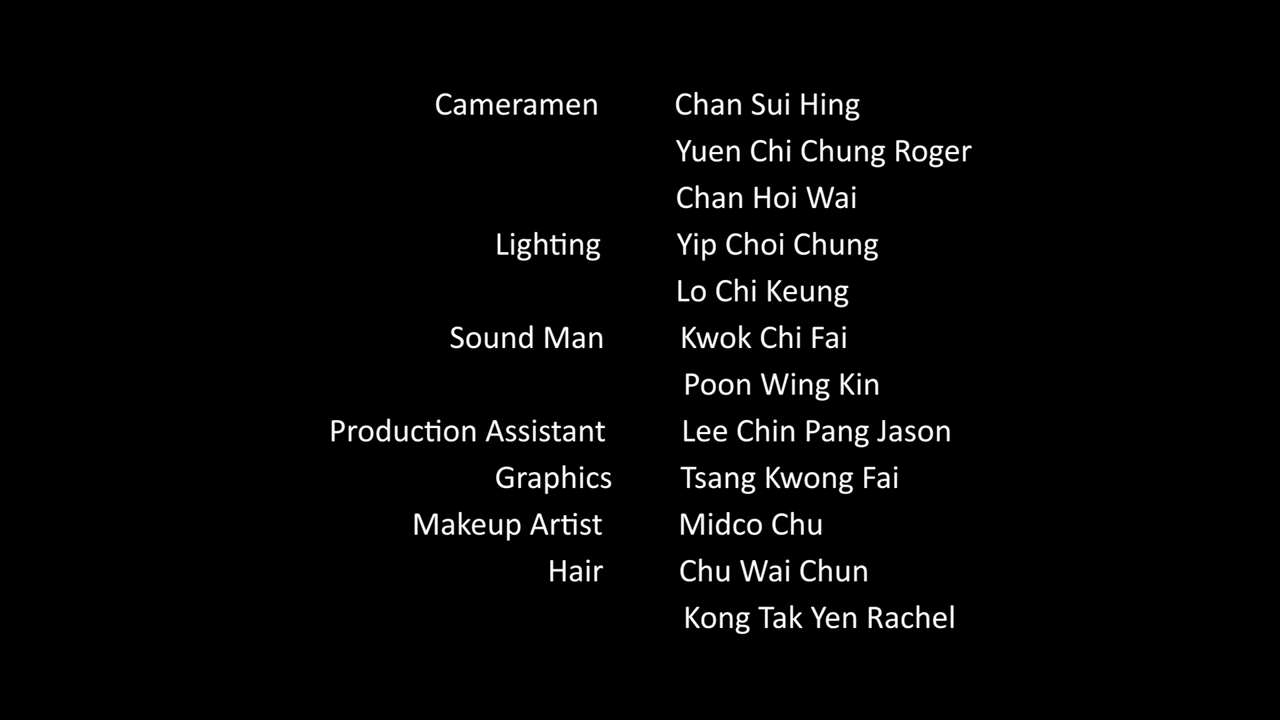 Cameramen Chan Sui Hing
Yuen Chi Chung Roger
Chan Hoi Wai
Lighting Yip Choi Chung
Lo Chi Keung
Sound Man Kwok Chi Fai
Poon Wing Kin
Production Assistant Lee Chin Pang Jason
Graphics Tsang Kwong Fai
Makeup Artist Midco Chu
Hair Chu Wai Chun
Kong Tak Yen Rachel